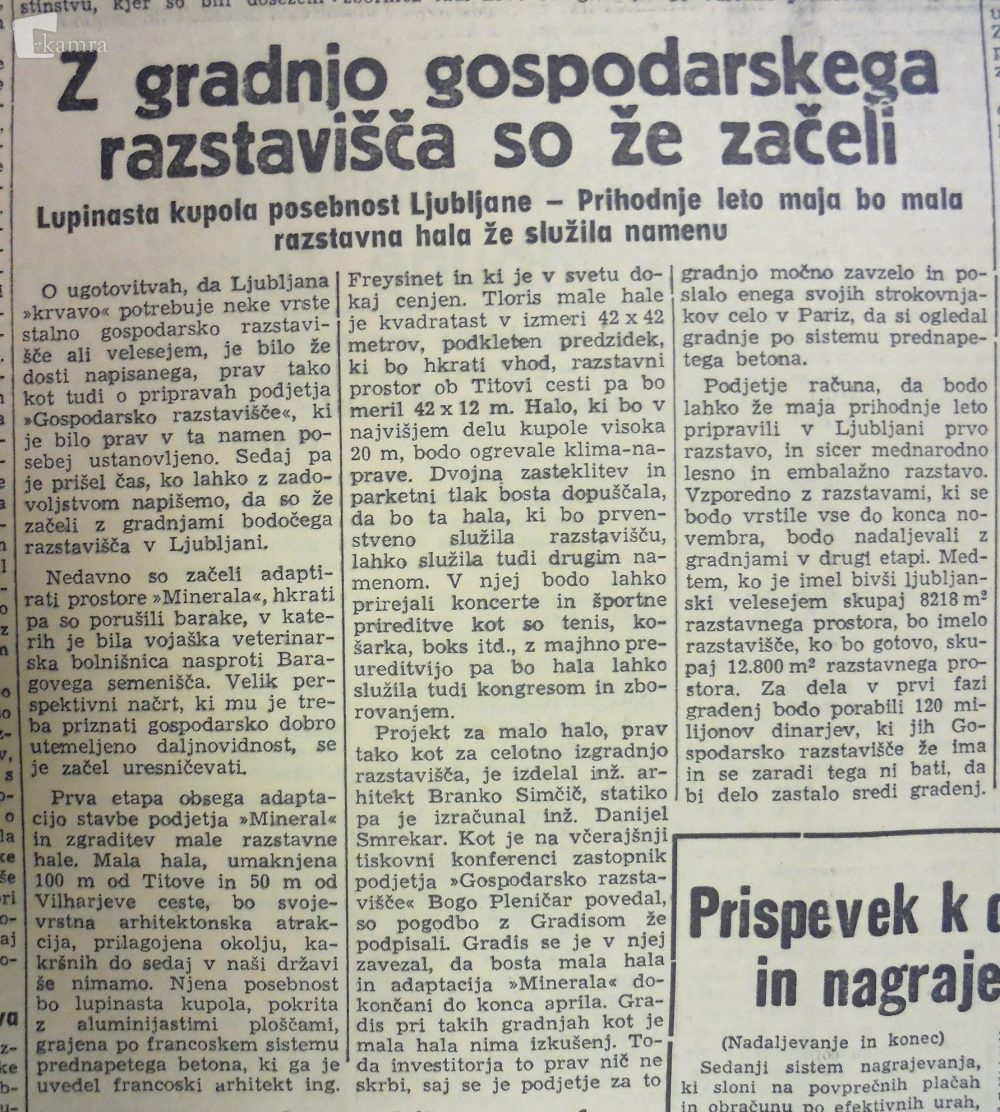 stinstvu, kjer so bili doseženi
kamra
Z gradnjo gospodarskega
razstavišča so že začeli
Lupinasta kupola posebnost Ljubljane — Prihodnje leto maja bo mala
razstavna hala že služila namenu
O ugotovitvah, da Ljubljana
»krvavo« potrebuje neke vrste
stalno gospodarsko razstavi-
šče ali velesejem, je bilo že
dosti napisanega, prav tako
kot tudi o pripravah podjetja
»Gospodarsko razstavišče«, ki
je bilo prav v ta namen po-
sebej ustanovljeno. Sedaj pa
je prišel čas, ko lahko z zado-
voljstvom napišemo, da so že
začeli z gradnjami bodočega
razstavišča v Ljubljani.
Nedavno so začeli adapti-
rati prostore »Minerala«, hkrati
pa so porušili barake, v kate-
rih je bila vojaška veterinar-
ska bolnišnica nasproti Bara-
govega semenišča. Velik per-
spektivni načrt, ki mu je tre-
ba priznati gospodarsko dobro
utemeljeno daljnovidnost, se
je začel uresničevati.
Prva etapa obsega adapta-
cijo stavbe podjetja »Mineral«
in zgraditev male razstavne
hale. Mala hala, umaknjena
100 m od Titove in 50 m od
Vilharjeve ceste, bo svoje-
vrstna arhitektonska atrak-
cija, prilagojena okolju, ka-
kršnih do sedaj v naši državi
še nimamo. Njena posebnost
bo lupinasta kupola, pokrita
z aluminijastimi ploščami,
grajena po francoskem sistemu
prednapetega betona, ki ga je
uvedel francoski arhitekt ing.
Freysinet in ki je v svetu do-
kaj cenjen. Tloris male hale
je kvadratast v izmeri 42 x 42
metrov, podkleten predzidek,
ki bo hkrati vhod, razstavni
prostor ob Titovi cesti pa bo
meril 42 x 12 m. Halo, ki bo v
najvišjem delu kupole visoka
20 m, bodo ogrevale klima-na-
prave. Dvojna zasteklitev in
parketni tlak bosta dopuščala,
da bo ta hala, ki bo prven-
stveno služila razstavišču,
lahko služila tudi drugim na-
menom. V njej bodo lahko
prirejali koncerte in športne
prireditve kot so tenis, ko-
šarka, boks itd., z majhno pre-
ureditvijo pa bo hala lahko
služila tudi kongresom in zbo-
rovanjem.
Projekt za malo halo, prav
tako kot za celotno izgradnjo
razstavišča, je izdelal inž. ar-
hitekt Branko Simčič, statiko
pa je izračunal inž. Danijel
Smrekar. Kot je na včerajšnji
tiskovni konferenci zastopnik
podjetja »Gospodarsko razsta-
višče« Bogo Pleničar povedal,
so pogodbo z Gradisom že
podpisali. Gradis se je v njej
zavezal, da bosta mala hala
in adaptacija »Minerala« do-
končani do konca aprila. Gra-
dis pri takih gradnjah kot je
mala hala nima izkušenj. To-
da investitorja to prav nič ne
skrbi, saj se je podjetje za to
gradnjo močno zavzelo in po-
slalo enega svojih strokovnja-
kov celo v Pariz, da si ogledal
gradnje po sistemu prednape-
tega betona.
Podjetje računa, da bodo
lahko že maja prihodnje leto
pripravili v Ljubljani prvo
razstavo, in sicer mednarodno
lesno in embalažno razstavo.
Vzporedno z razstavami, ki se
bodo vrstile vse do konca no-
vembra, bodo nadaljevali z
gradnjami v drugi etapi. Med-
tem, ko je imel bivši ljubljan-
ski velesejem skupaj 8218 m²
razstavnega prostora, bo imelo
razstavišče, ko bo gotovo, sku-
paj 12.800 m² razstavnega pro-
stora. Za dela v prvi fazi
gradenj bodo porabili 120 mi-
lijonov dinarjev, ki jih Go-
spodarsko razstavišče že ima
in se zaradi tega ni bati, da
bi delo zastalo sredi gradenj.
Prispevek k
in nagraje
(Nadaljevanje in konec)
Sedanji sistem nagrajevanja,
ki sloni na povprečnih plačah
in obračunu po efektivnih urah,